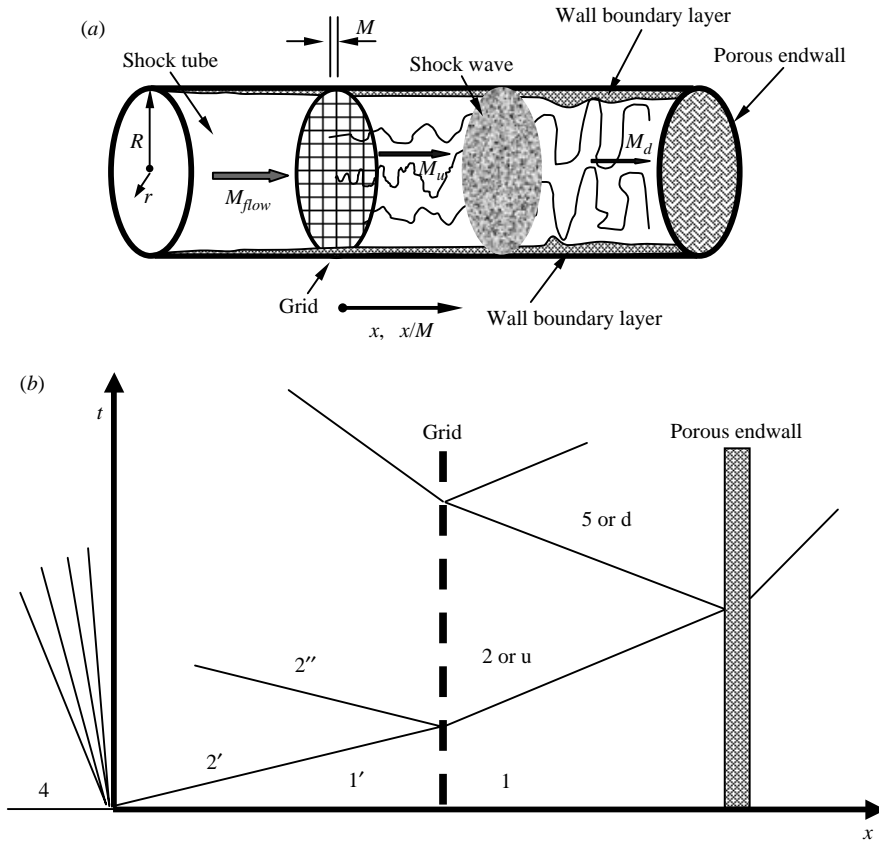 (a)
M
Wall boundary layer
Shock tube
Shock wave
Porous endwall
R
r
M_flow
M_u
M_d
Grid
x, x/M
Wall boundary layer
(b)
t
Grid
Porous endwall
5 or d
2 or u
2″
2′
1′
1
4
x